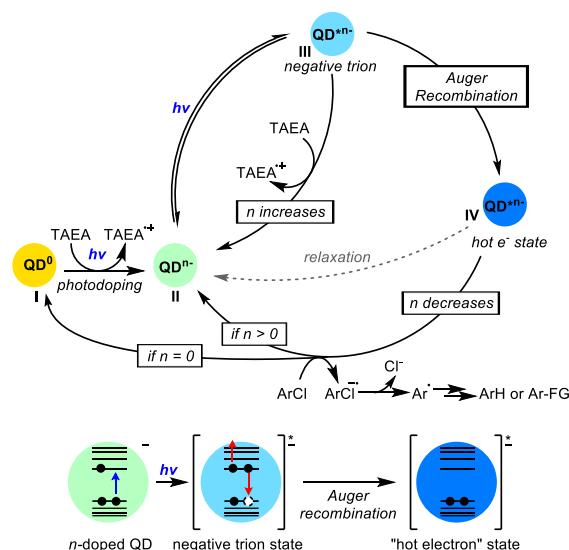 QD*n-
III
negative trion
hν
Auger
Recombination
TAEA
TAEA•+
n increases
IV
QD*n-
hot e- state
TAEA
hν
TAEA•+
QD0
photodoping
I
QDn-
II
relaxation
n decreases
if n > 0
if n = 0
ArCl
ArCl•−
Cl−
Ar•
ArH or Ar-FG
−
hν
*−
Auger
recombination
*−
n-doped QD
negative trion state
"hot electron" state